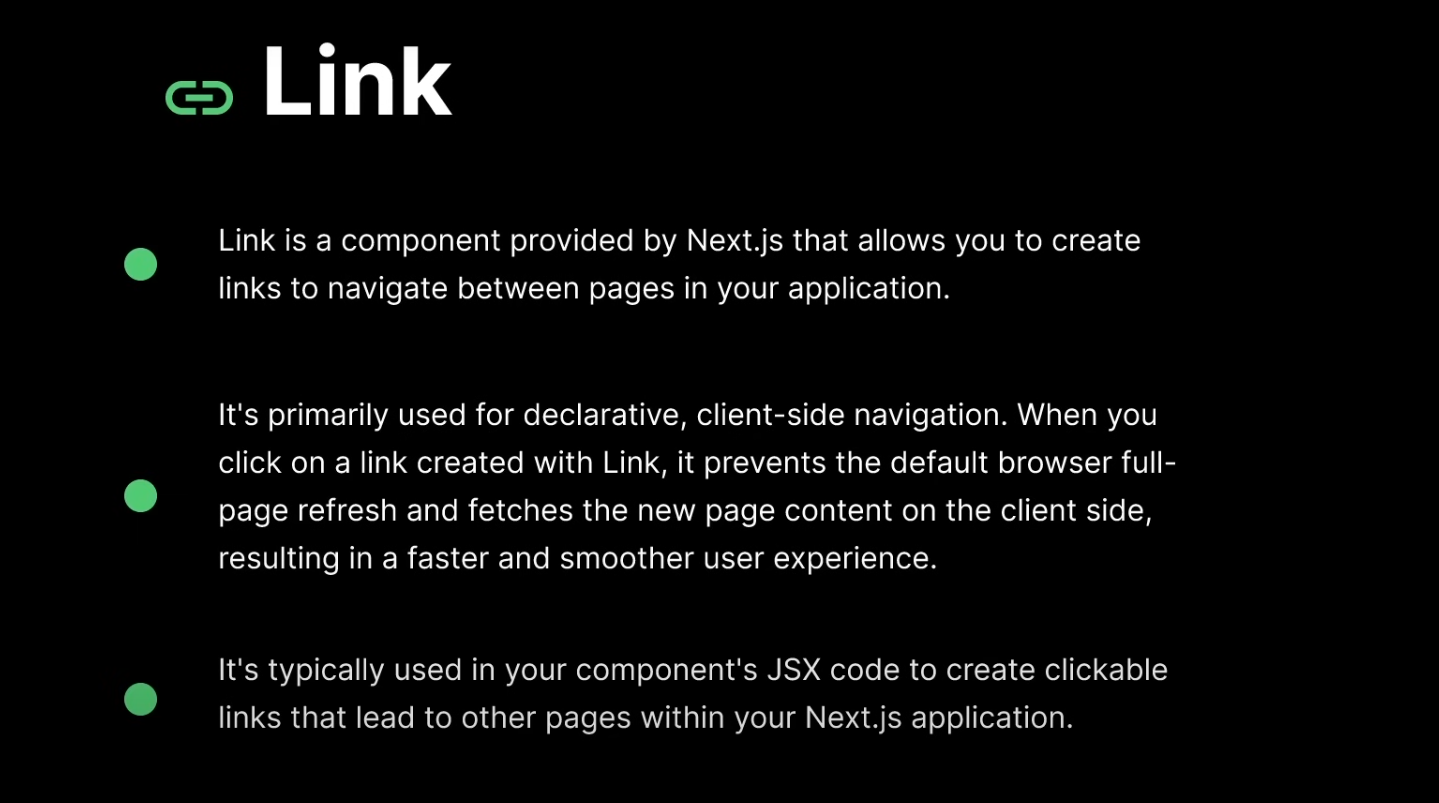 Link
Link is a component provided by Next.js that allows you to create
links to navigate between pages in your application.
It's primarily used for declarative, client-side navigation. When you
click on a link created with Link, it prevents the default browser full-
page refresh and fetches the new page content on the client side,
resulting in a faster and smoother user experience.
It's typically used in your component's JSX code to create clickable
links that lead to other pages within your Next.js application.